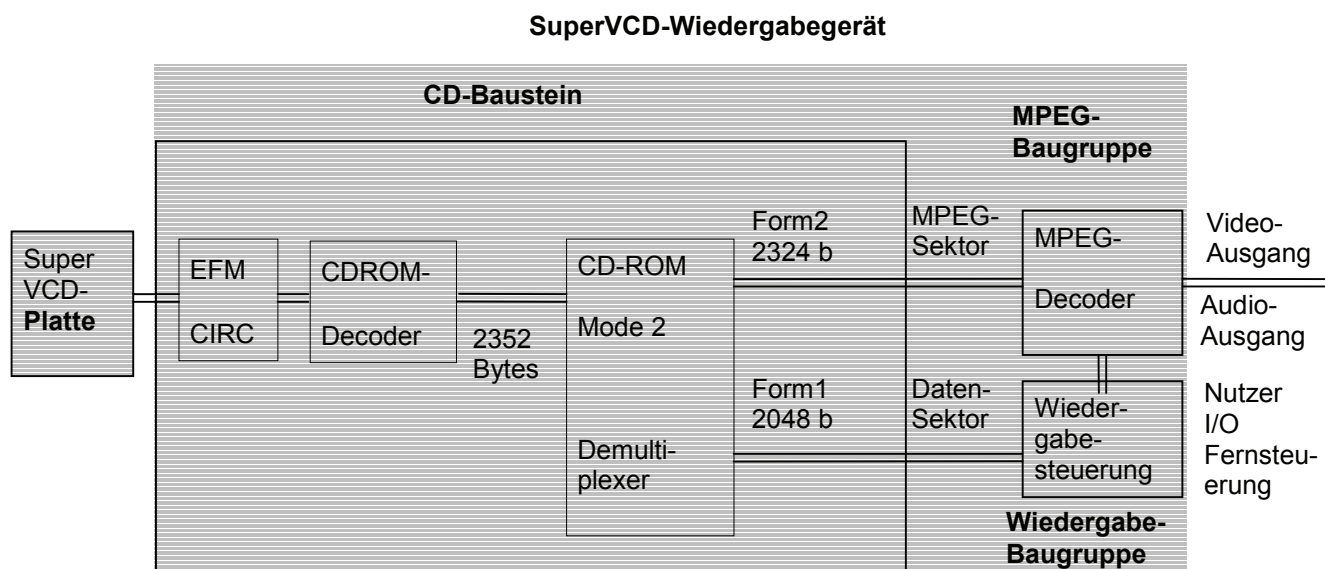 SuperVCD-Wiedergabegerät
CD-Baustein
MPEG-
Baugruppe
Super
VCD-
Platte
EFM
CIRC
CDROM-
Decoder
2352
Bytes
CD-ROM
Mode 2
Demulti-
plexer
Form2
2324 b
MPEG-
Sektor
MPEG-
Decoder
Video-
Ausgang
Audio-
Ausgang
Form1
2048 b
Daten-
Sektor
Wieder-
gabe-
steuerung
Nutzer
I/O
Fernsteu-
erung
Wiedergabe-
Baugruppe